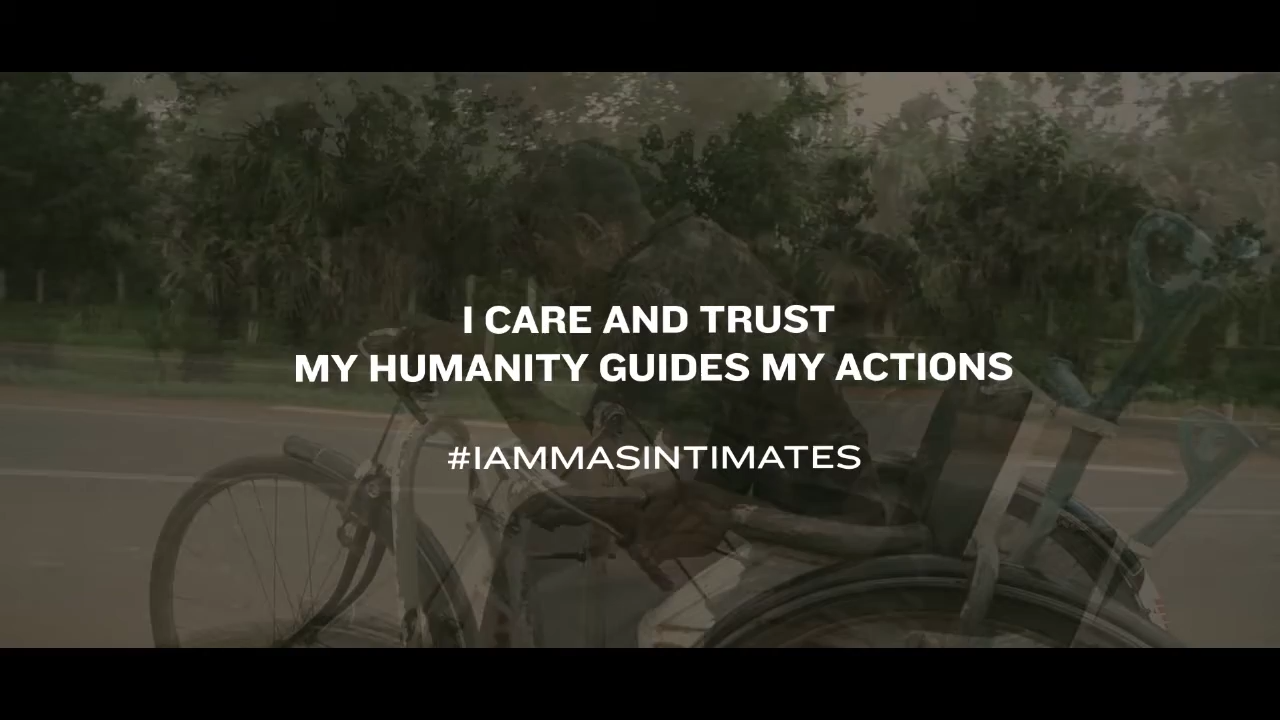 I CARE AND TRUST
MY HUMANITY GUIDES MY ACTIONS
#IAMMASINTIMATES